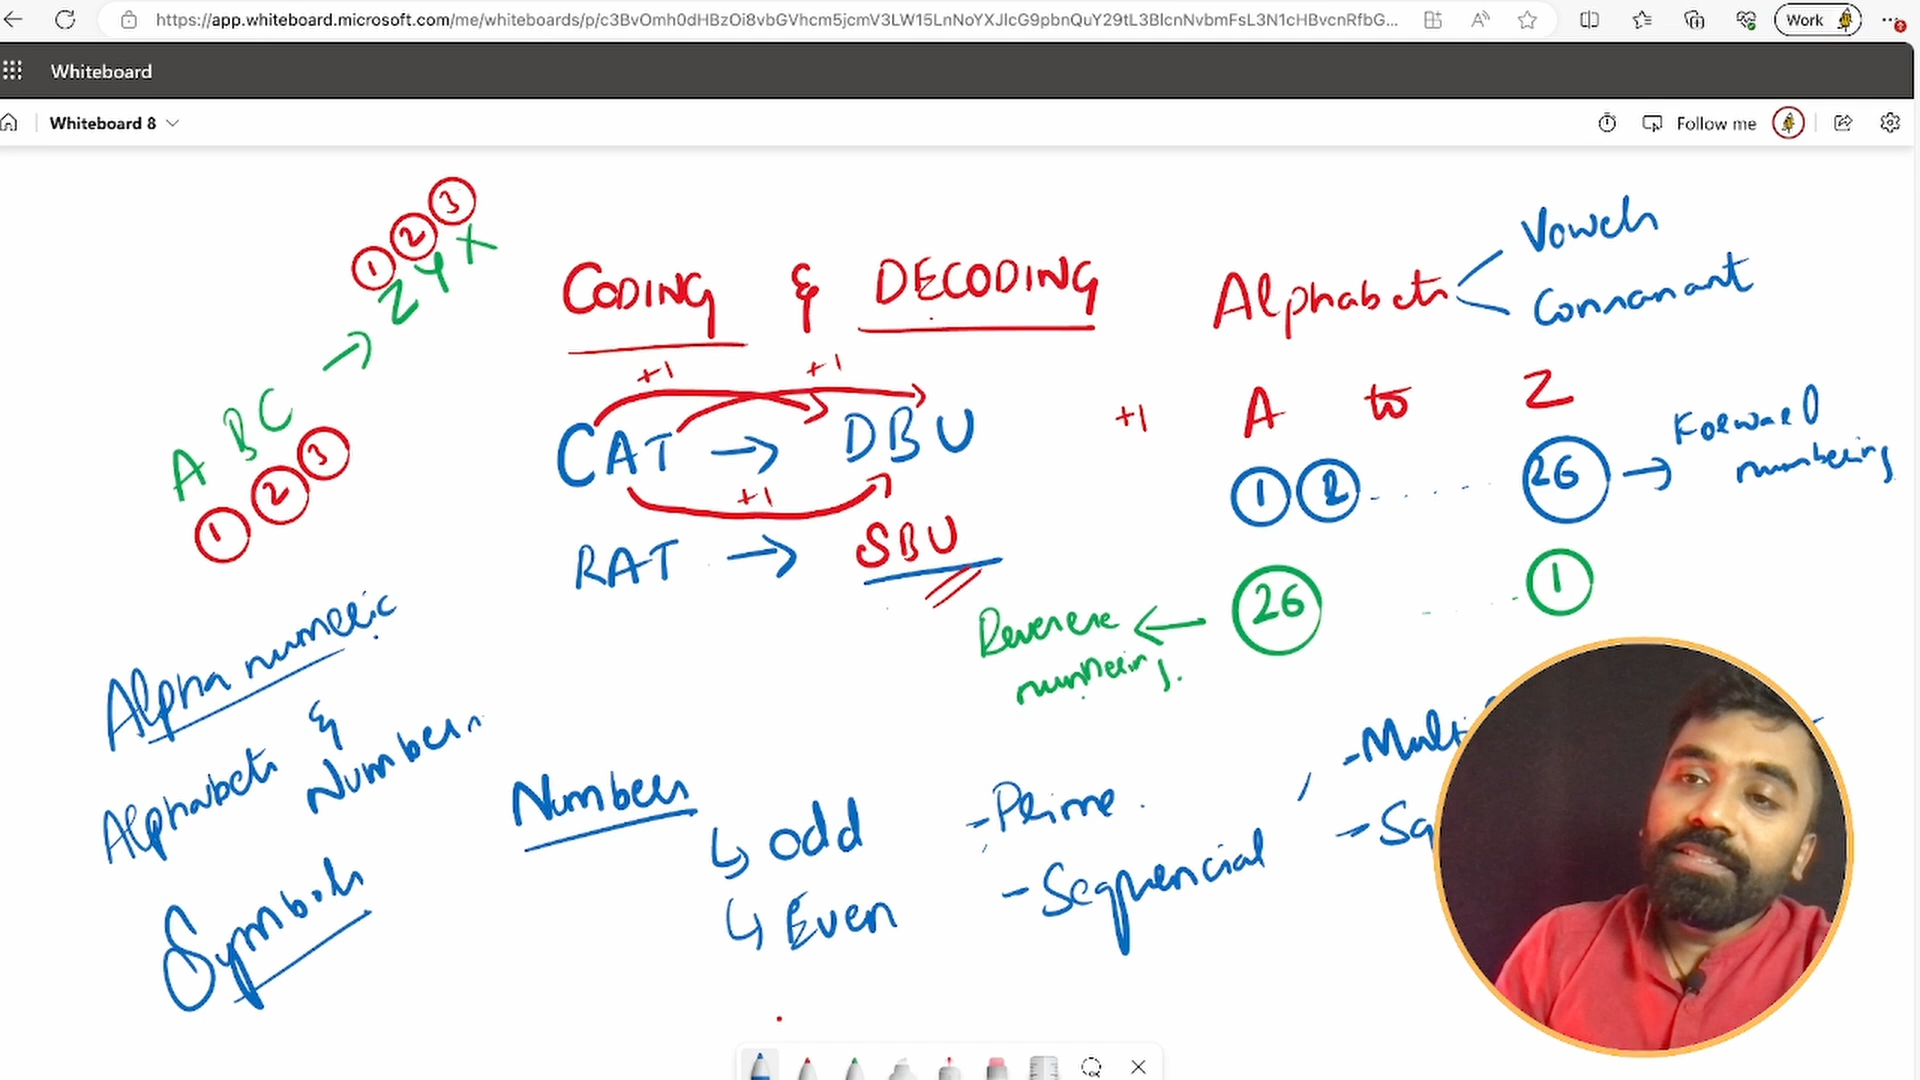 https://app.whiteboard.microsoft.com/me/whiteboards/p/c3BvOmh0dHBzOi8vbGVhcm5jcmV3LW15LnNoYXJlcG9pbnQuY29tL3BlcnNvbmFsL3N1cHBvcnRfbG...
Work
Whiteboard
Whiteboard 8
Follow me
1 2 3
Z Y X
A B C
1 2 3
CODING & DECODING
+1 +1
CAT → DBU
+1
RAT → SBU
Alphabets
Vowels
Consonant
+1 A to Z
1 2 26 → Forward numbering
26 1
Reverse numbering.
Alpha numeric
Alphabets & Numbers
Symbols
Numbers
↳ odd
↳ Even
- Prime.
- Sequencial